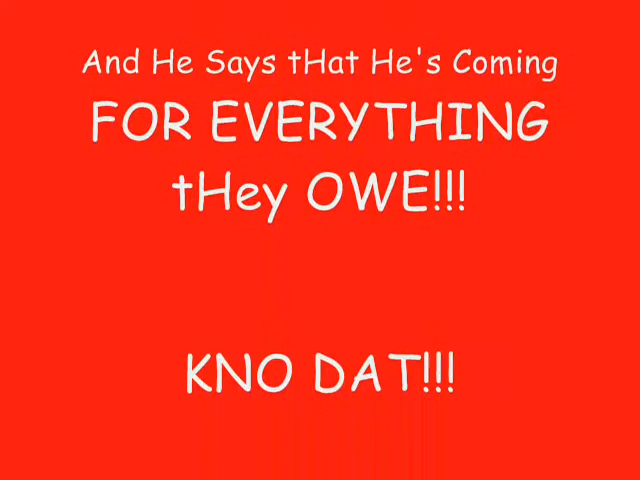 And He Says tHat He's Coming
FOR EVERYTHING
tHey OWE!!!
KNO DAT!!!